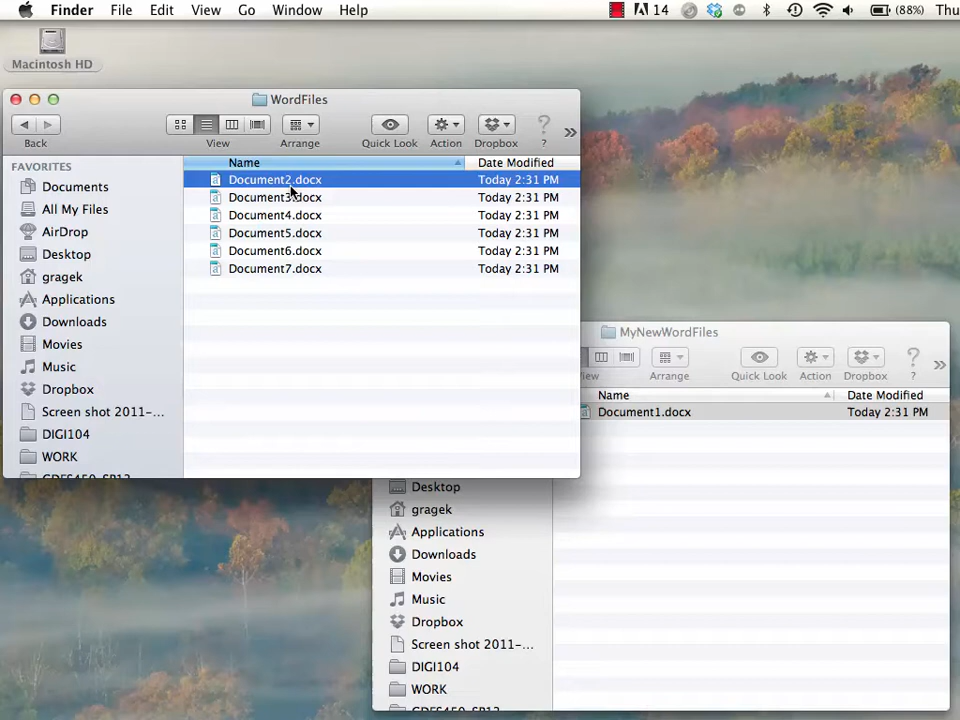 Finder File Edit View Go Window Help 14 (88%) Thu
Macintosh HD
WordFiles
Back View Arrange Quick Look Action Dropbox ?
FAVORITES
Documents
All My Files
AirDrop
Desktop
gragek
Applications
Downloads
Movies
Music
Dropbox
Screen shot 2011-...
DIGI104
WORK
GDES450-SP12
Name Date Modified
Document2.docx Today 2:31 PM
Document3.docx Today 2:31 PM
Document4.docx Today 2:31 PM
Document5.docx Today 2:31 PM
Document6.docx Today 2:31 PM
Document7.docx Today 2:31 PM
MyNewWordFiles
Arrange Quick Look Action Dropbox ?
Name Date Modified
Document1.docx Today 2:31 PM
Desktop
gragek
Applications
Downloads
Movies
Music
Dropbox
Screen shot 2011-...
DIGI104
WORK